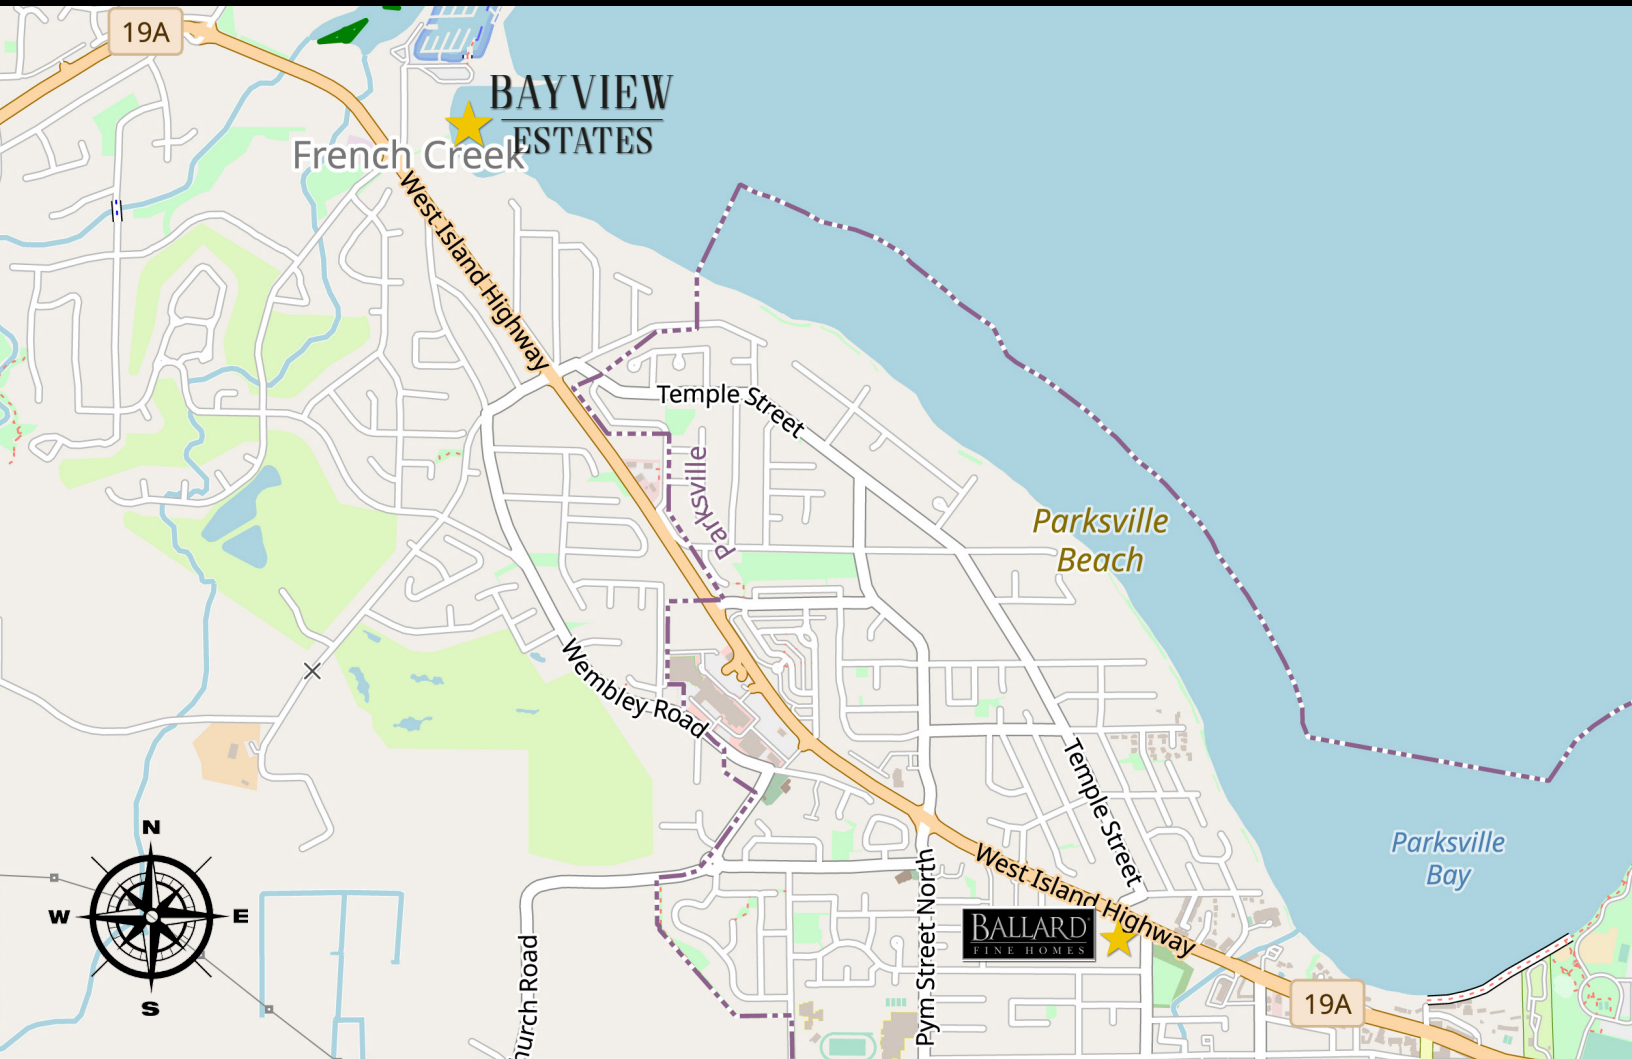 19A
BAYVIEW
ESTATES
French Creek
West Island Highway
Temple Street
Parksville
Parksville
Beach
Wembley Road
Temple Street
Parksville
Bay
N
W
E
S
West Island Highway
Pym Street North
BALLARD
FINE HOMES
19A
hurch Road